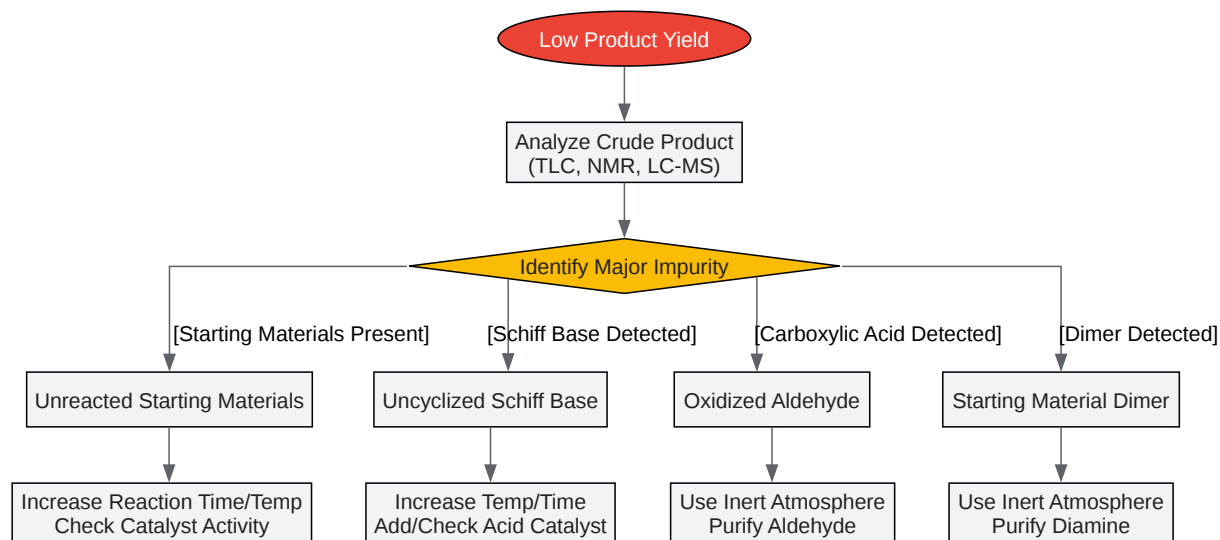 Low Product Yield
Analyze Crude Product
(TLC, NMR, LC-MS)
Identify Major Impurity
[Starting Materials Present]
[Schiff Base Detected]
[Carboxylic Acid Detected]
[Dimer Detected]
Unreacted Starting Materials
Uncyclized Schiff Base
Oxidized Aldehyde
Starting Material Dimer
Increase Reaction Time/Temp
Check Catalyst Activity
Increase Temp/Time
Add/Check Acid Catalyst
Use Inert Atmosphere
Purify Aldehyde
Use Inert Atmosphere
Purify Diamine